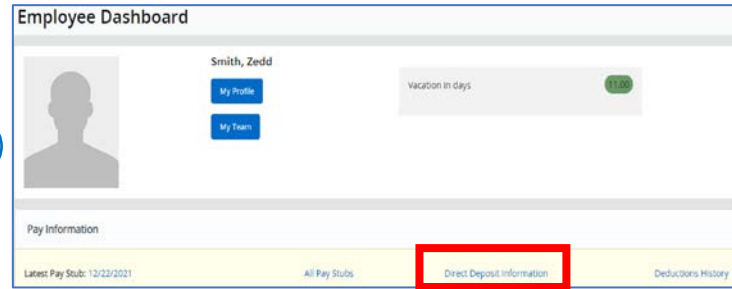 Employee Dashboard
Smith, Zedd
My Profile
Vacation in days 11.00
My Team
Pay Information
Latest Pay Stub: 12/22/2021 All Pay Stubs Direct Deposit Information Deductions History